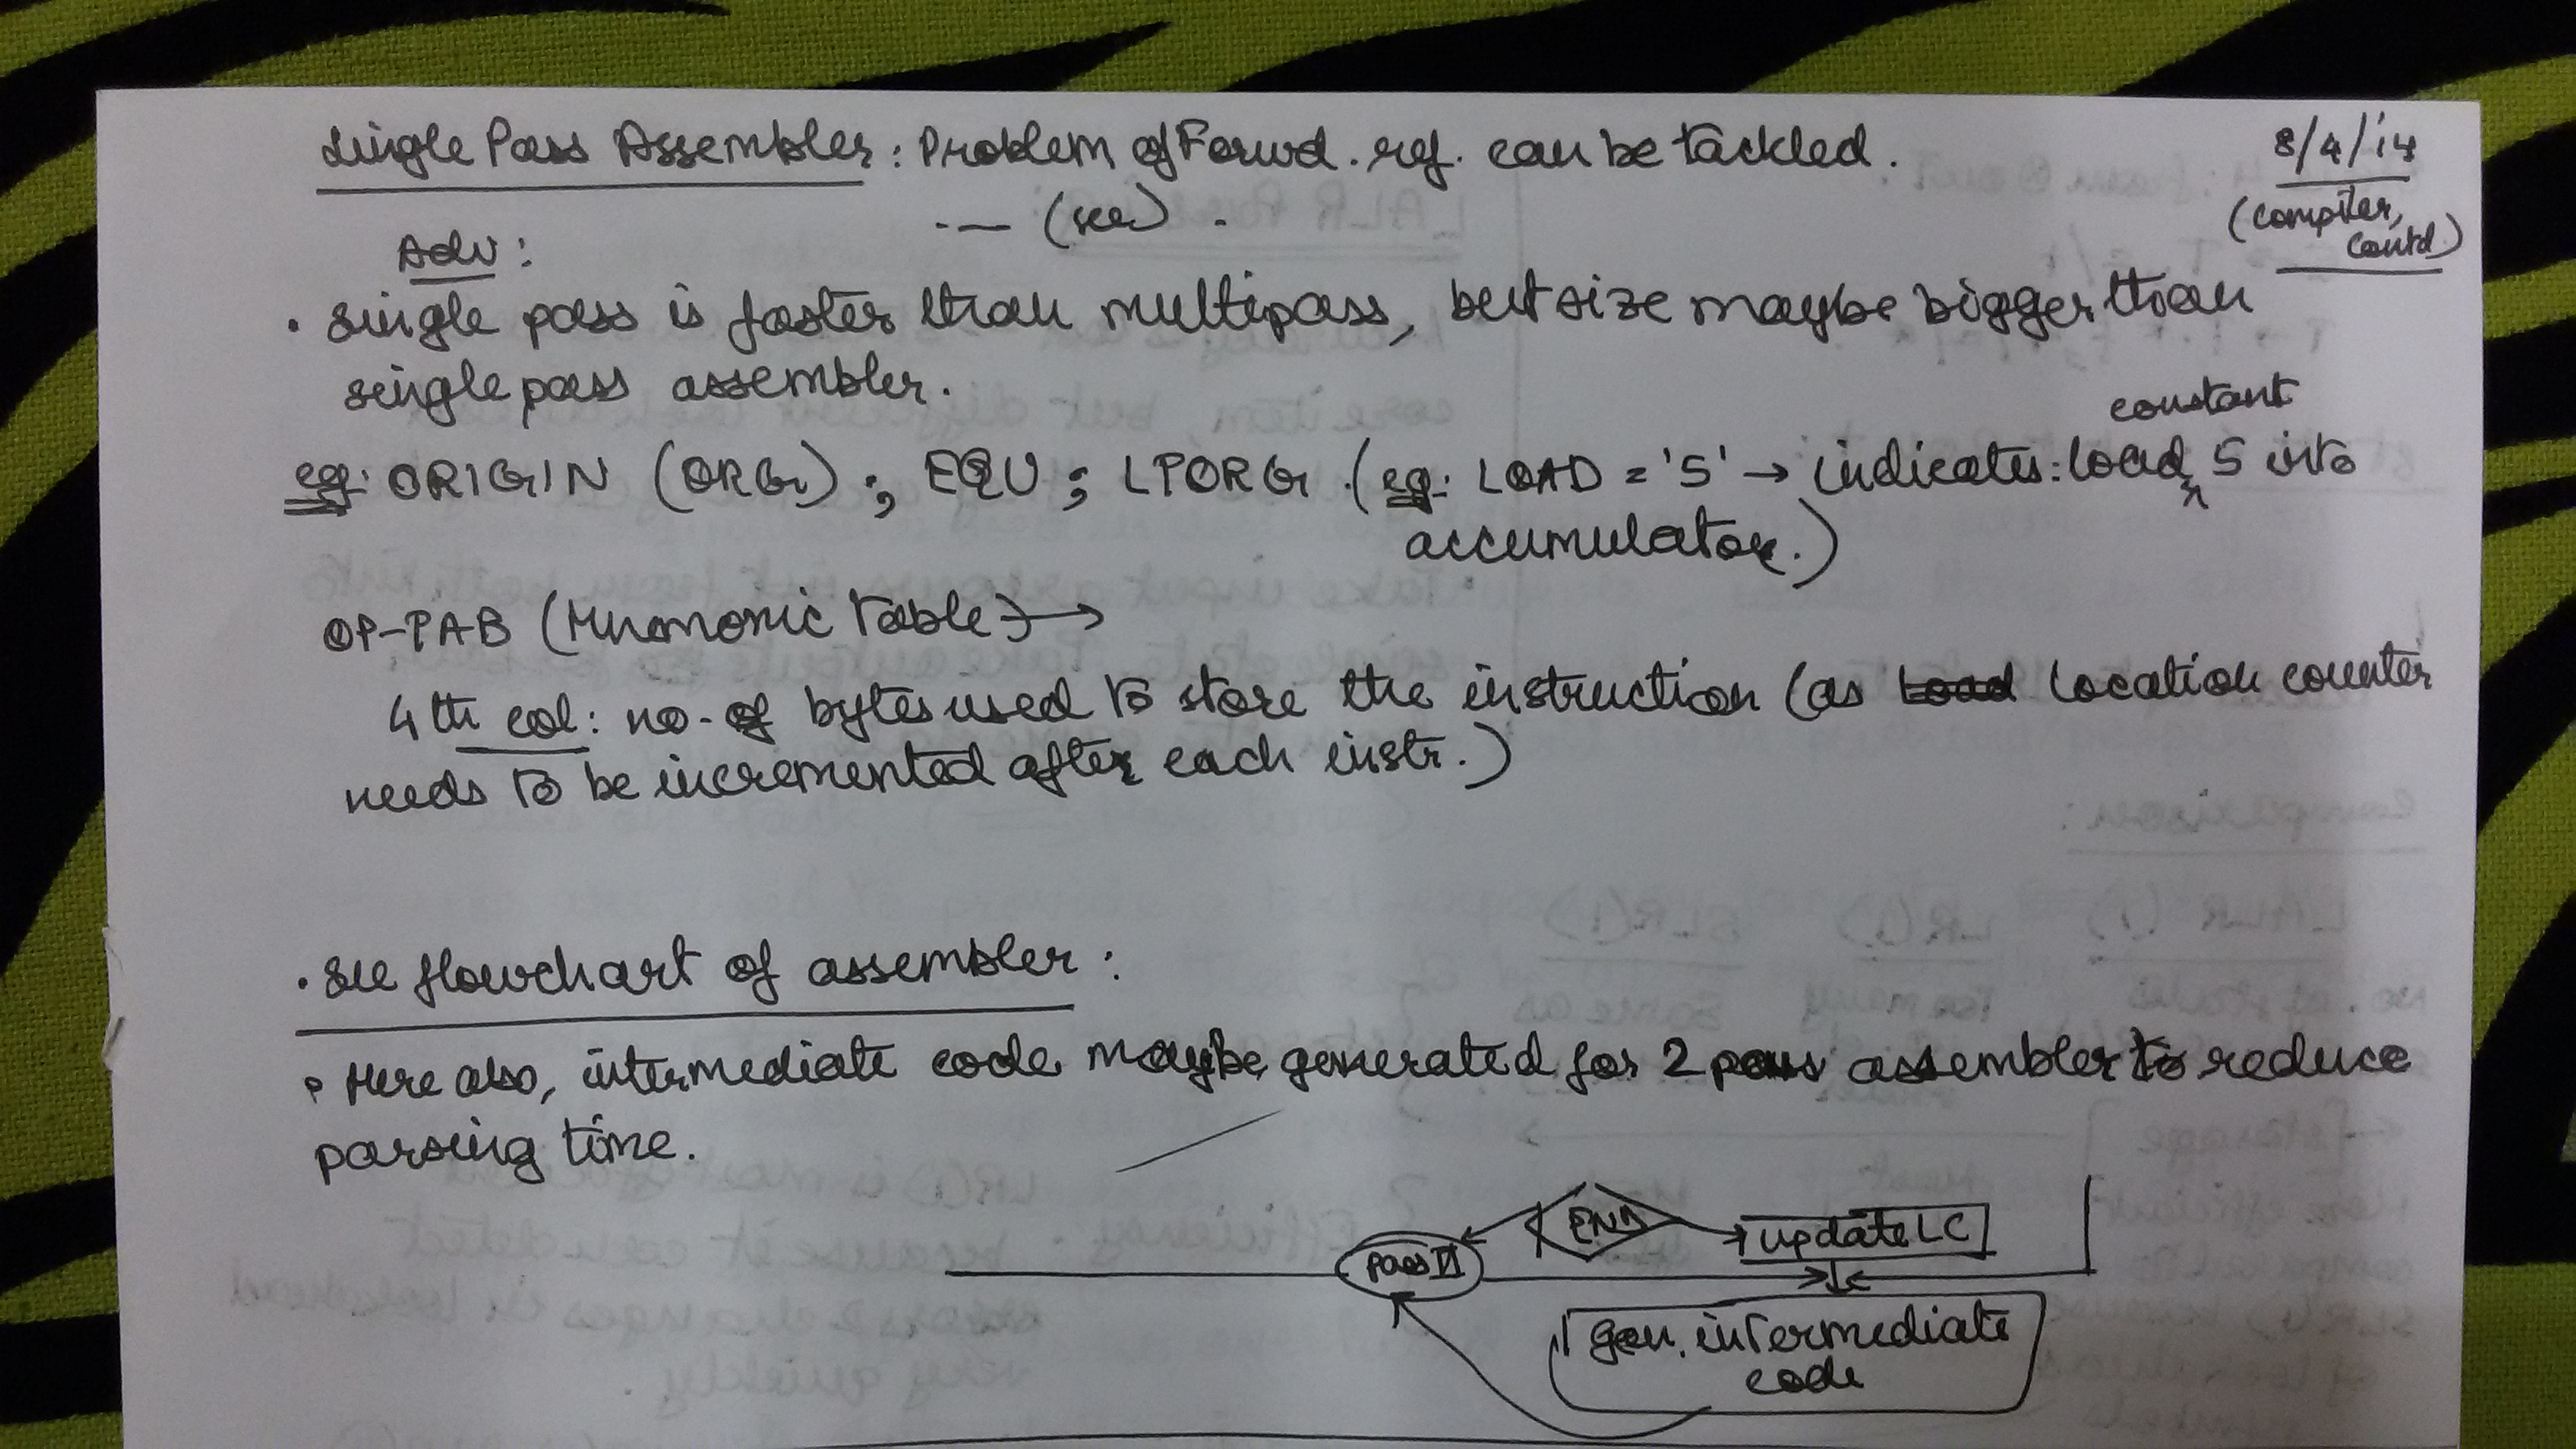 Single Pass Assembler: Problem of Forwd. ref. can be tackled.
8/4/14
(compiler, contd)
-- (see) .
Adv:
. Single pass is faster than multipass, but size maybe bigger than
single pass assembler.
constant
eg: ORIGIN (ORG) ; EQU ; LTORG . (eg: LOAD = '5' → indicates: load 5 into
accumulator.)
OP-TAB (Mnemonic Table) →
4th col: no. of bytes used to store the instruction (as location counter
needs to be incremented after each instr.)
. See flowchart of assembler :
. Here also, intermediate code maybe generated for 2 pass assembler to reduce
parsing time.
END
update LC
Pass II
gen. intermediate
code